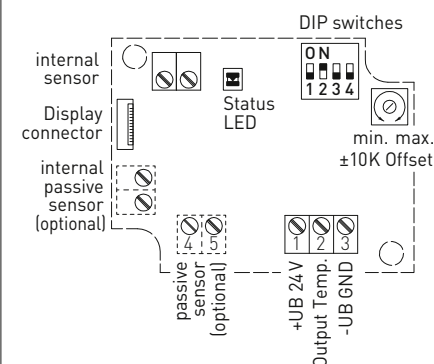 DIP switches
internal
sensor
ON
1 2 3 4
Status
LED
Display
connector
min. max.
±10K Offset
internal
passive
sensor
(optional)
4 5
1 2 3
passive
sensor
(optional)
+UB 24 V
Output Temp.
-UB GND